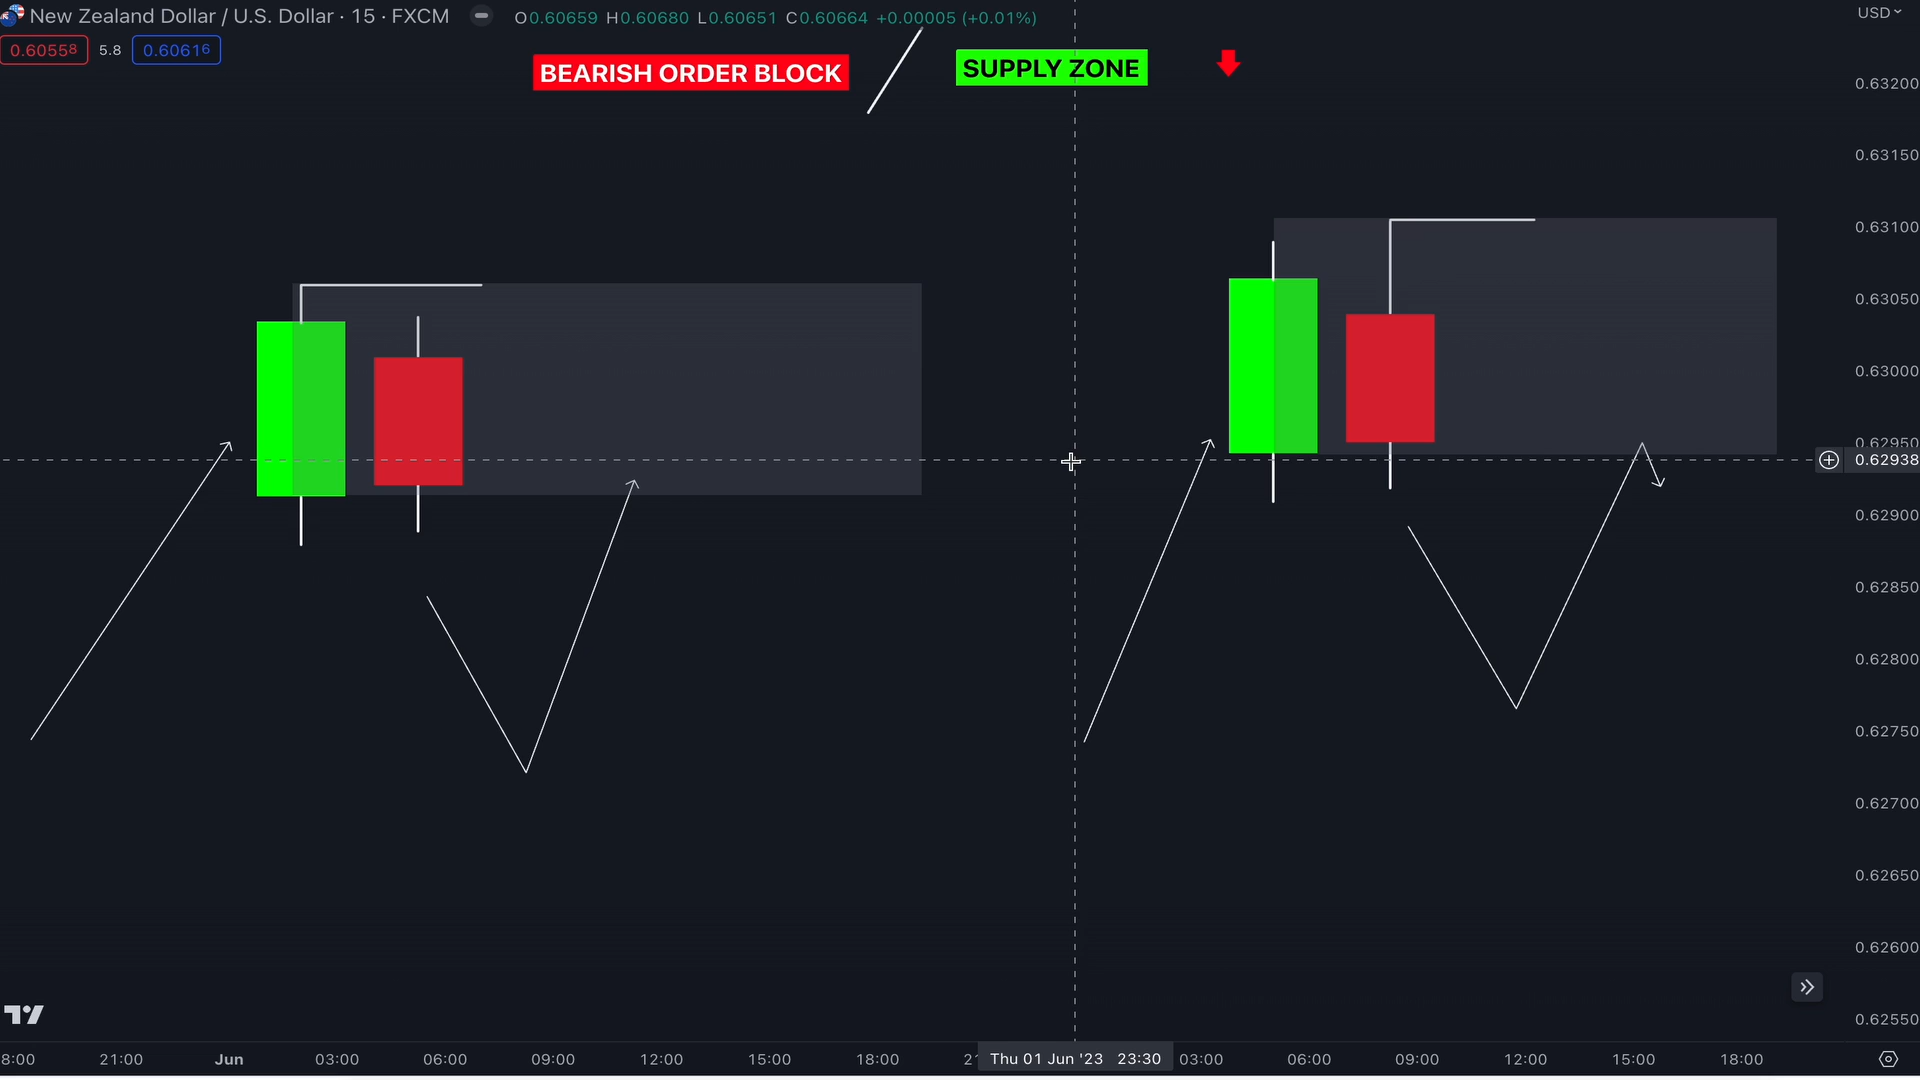 New Zealand Dollar / U.S. Dollar · 15 · FXCM
O0.60659 H0.60680 L0.60651 C0.60664 +0.00005 (+0.01%)
USD
0.60558 5.8 0.60616
BEARISH ORDER BLOCK
SUPPLY ZONE
0.63200
0.63150
0.63100
0.63050
0.63000
0.62950
0.62938
0.62900
0.62850
0.62800
0.62750
0.62700
0.62650
0.62600
0.62550
8:00 21:00 Jun 03:00 06:00 09:00 12:00 15:00 18:00 21 Thu 01 Jun '23 23:30 03:00 06:00 09:00 12:00 15:00 18:00